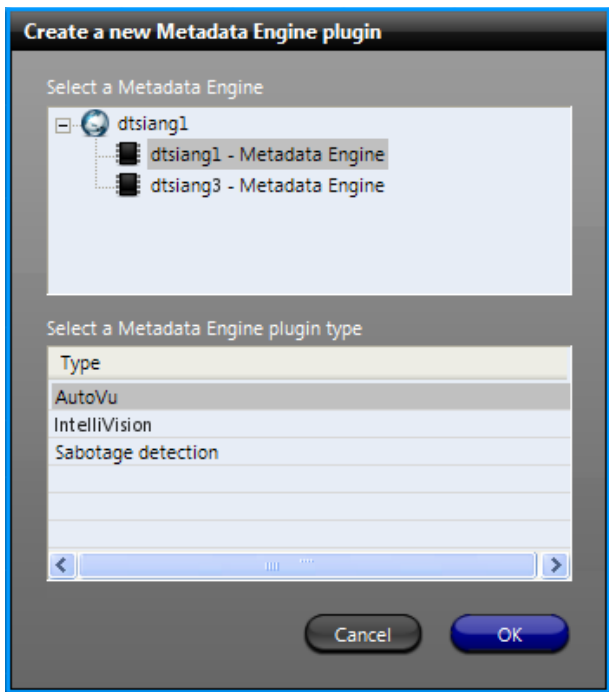 Create a new Metadata Engine plugin
Select a Metadata Engine
dtsiang1
dtsiang1 - Metadata Engine
dtsiang3 - Metadata Engine
Select a Metadata Engine plugin type
Type
AutoVu
IntelliVision
Sabotage detection
Cancel OK